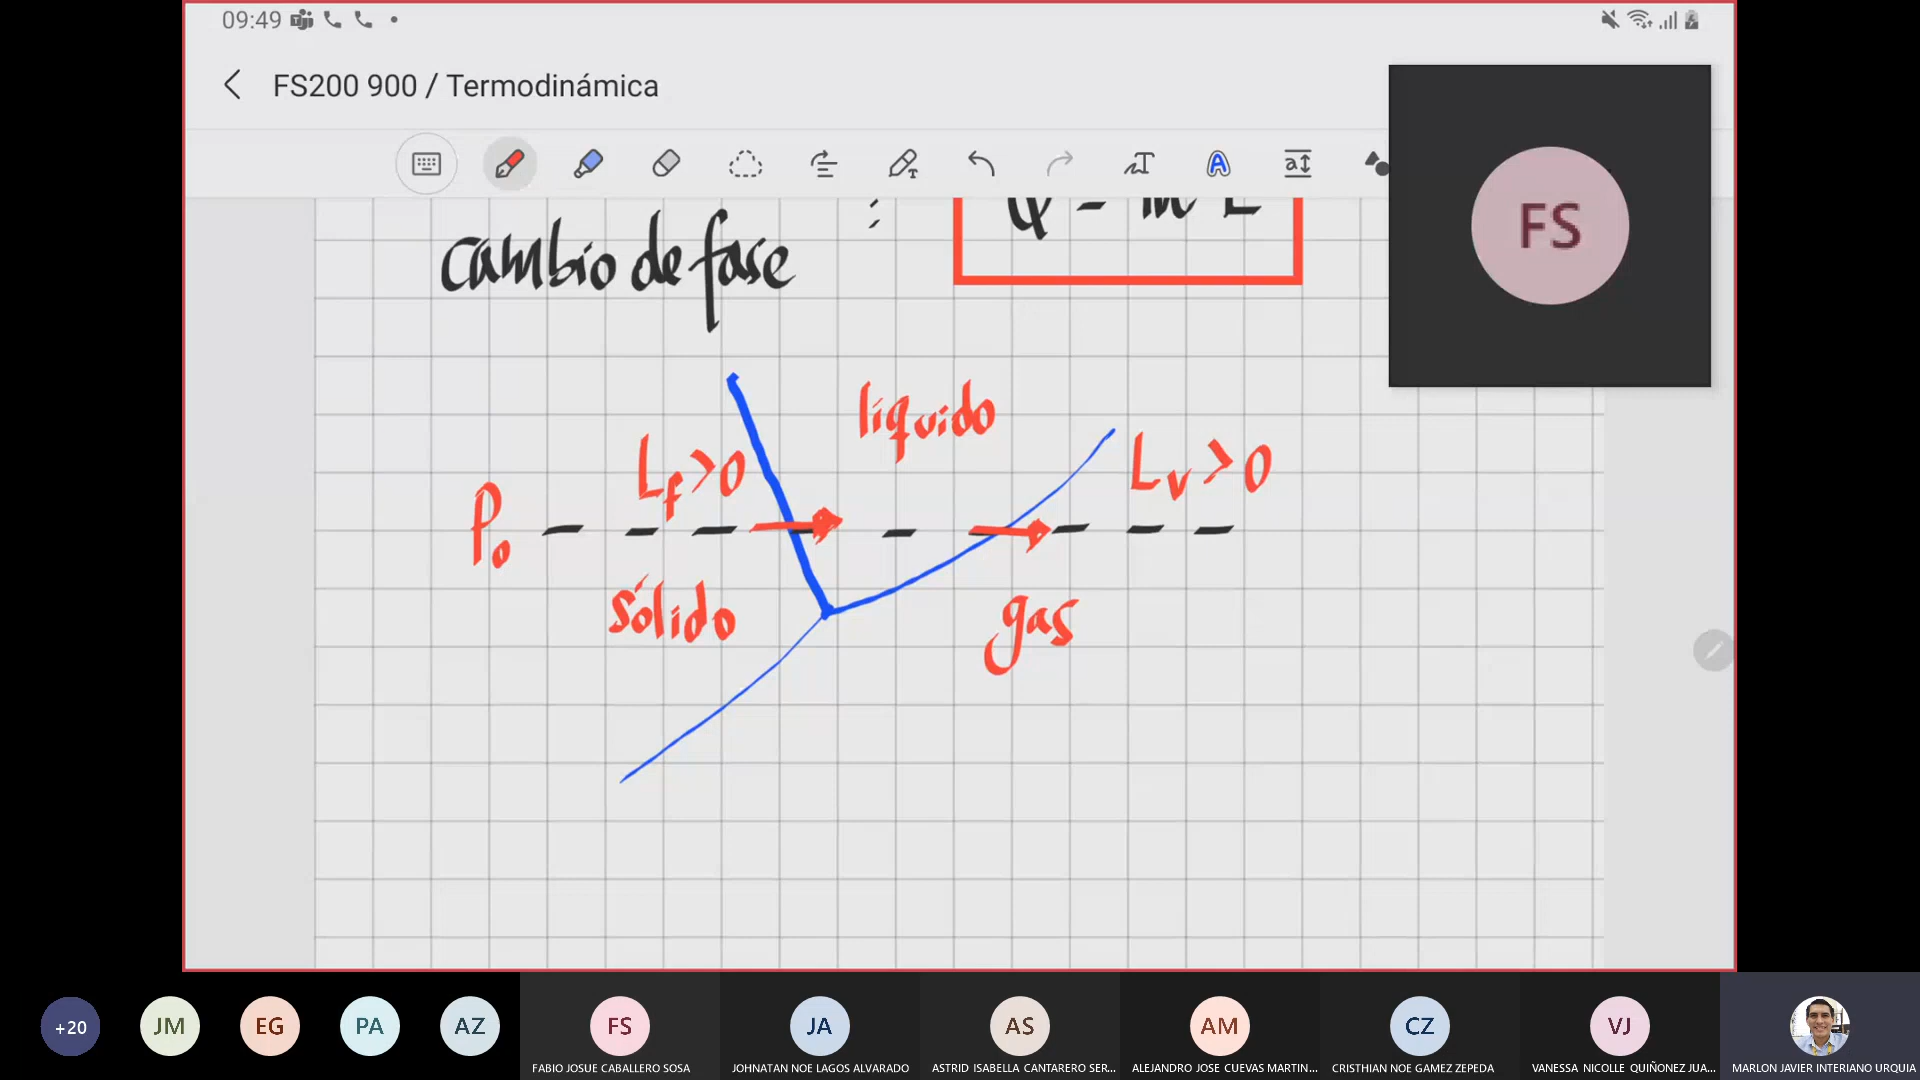 09:49
FS200 900 / Termodinámica
FS
cambio de fase : Q = m L
líquido
Lf>0
Lv>0
P0
sólido
gas
+20
JM
EG
PA
AZ
FS
JA
AS
AM
CZ
VJ
FABIO JOSUE CABALLERO SOSA
JOHNATAN NOE LAGOS ALVARADO
ASTRID ISABELLA CANTARERO SER...
ALEJANDRO JOSE CUEVAS MARTIN...
CRISTHIAN NOE GAMEZ ZEPEDA
VANESSA NICOLLE QUIÑONEZ JUA...
MARLON JAVIER INTERIANO URQUIA